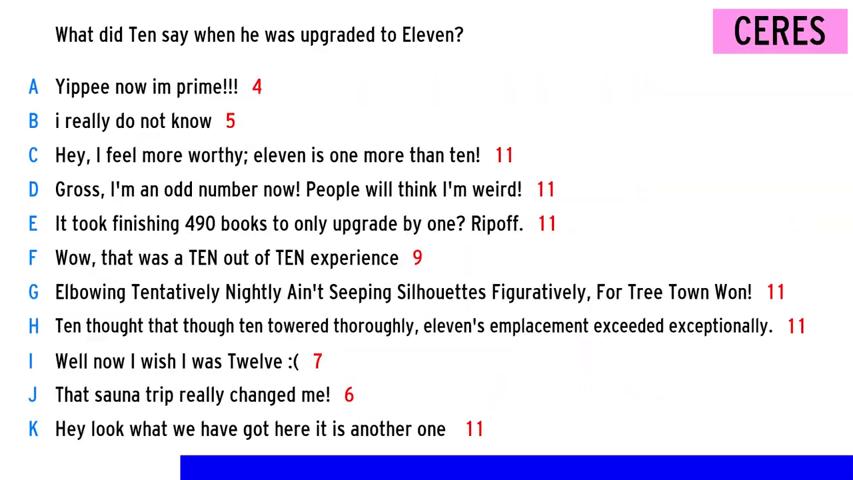 What did Ten say when he was upgraded to Eleven?
CERES
A Yippee now im prime!!! 4
B i really do not know 5
C Hey, I feel more worthy; eleven is one more than ten! 11
D Gross, I'm an odd number now! People will think I'm weird! 11
E It took finishing 490 books to only upgrade by one? Ripoff. 11
F Wow, that was a TEN out of TEN experience 9
G Elbowing Tentatively Nightly Ain't Seeping Silhouettes Figuratively, For Tree Town Won! 11
H Ten thought that though ten towered thoroughly, eleven's emplacement exceeded exceptionally. 11
I Well now I wish I was Twelve :( 7
J That sauna trip really changed me! 6
K Hey look what we have got here it is another one 11